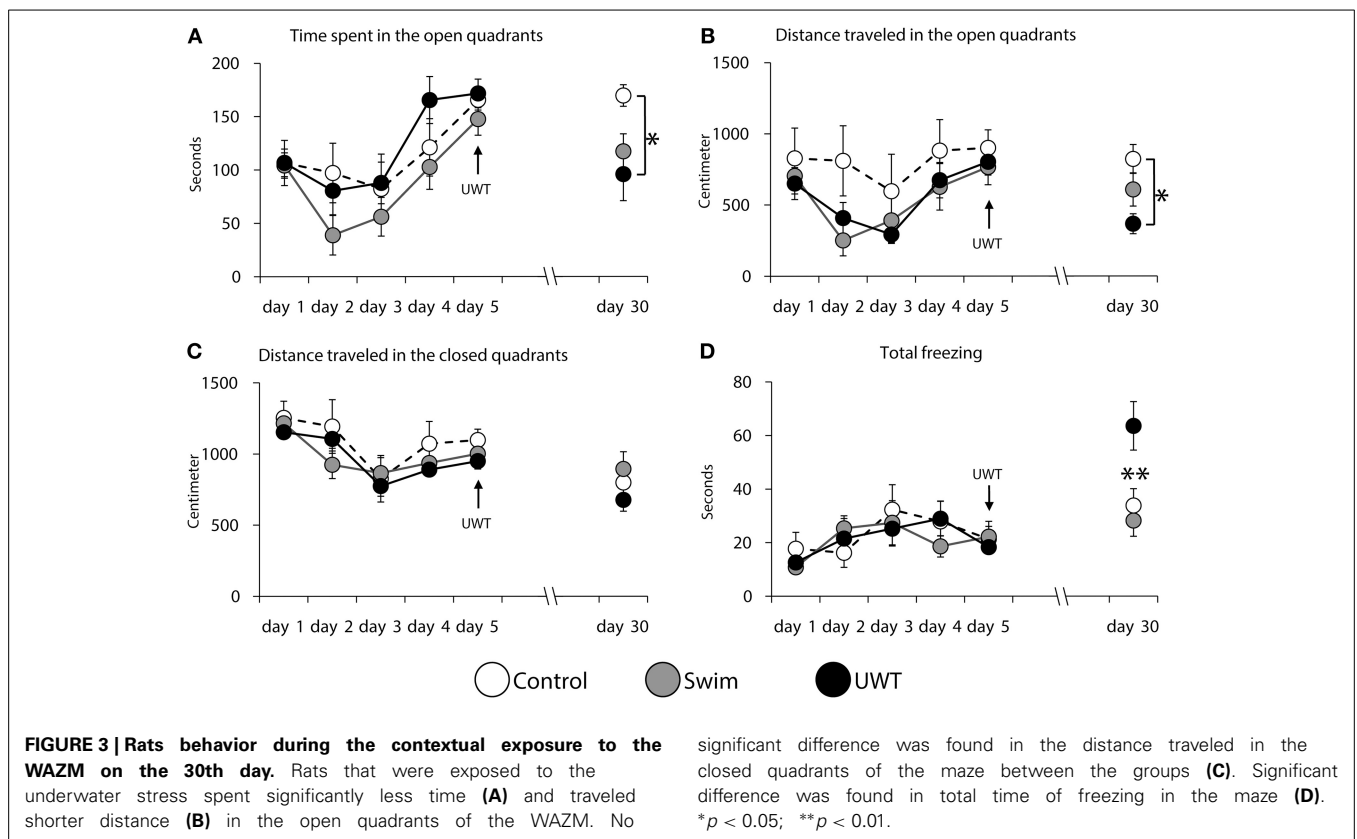 A Time spent in the open quadrants
200
150
100
50
0
Seconds
UWT
*
day 1 day 2 day 3 day 4 day 5 day 30
B Distance traveled in the open quadrants
1500
1000
500
0
Centimeter
UWT
*
day 1 day 2 day 3 day 4 day 5 day 30
C Distance traveled in the closed quadrants
1500
1000
500
0
Centimeter
UWT
day 1 day 2 day 3 day 4 day 5 day 30
D Total freezing
80
60
40
20
0
Seconds
UWT
**
day 1 day 2 day 3 day 4 day 5 day 30
Control Swim UWT
FIGURE 3 | Rats behavior during the contextual exposure to the
WAZM on the 30th day. Rats that were exposed to the
underwater stress spent significantly less time (A) and traveled
shorter distance (B) in the open quadrants of the WAZM. No
significant difference was found in the distance traveled in the
closed quadrants of the maze between the groups (C). Significant
difference was found in total time of freezing in the maze (D).
*p < 0.05; **p < 0.01.